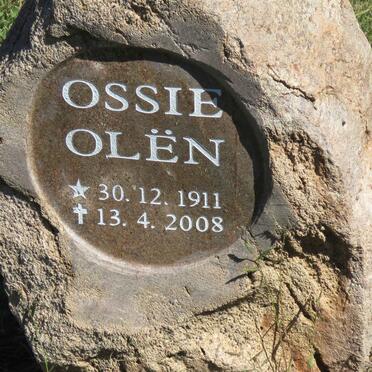 OSSIE
OLËN
★ 30. 12. 1911
✝ 13. 4. 2008